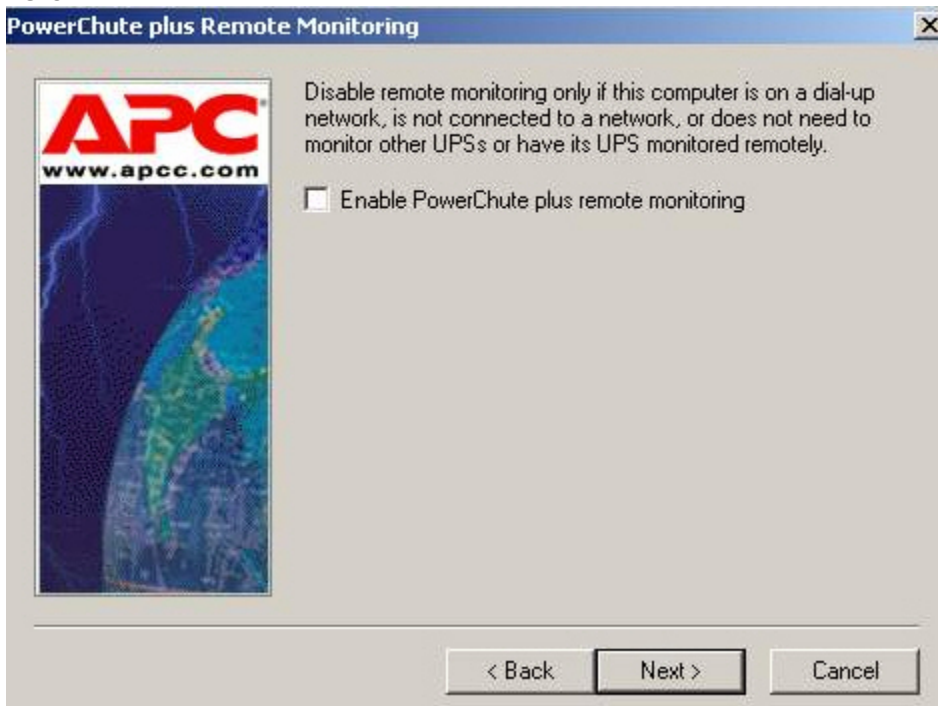 PowerChute plus Remote Monitoring
APC
www.apcc.com
Disable remote monitoring only if this computer is on a dial-up
network, is not connected to a network, or does not need to
monitor other UPSs or have its UPS monitored remotely.
Enable PowerChute plus remote monitoring
< Back
Next >
Cancel